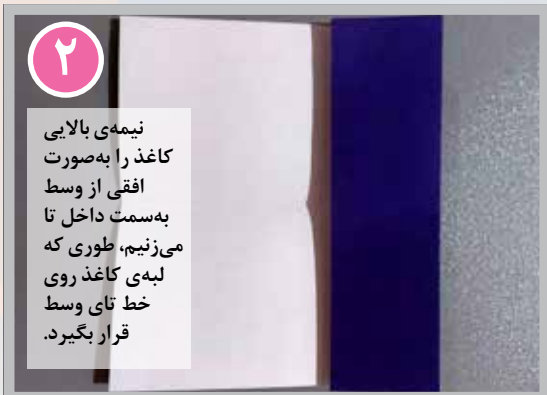 ۲
نیمه‌ی بالایی
کاغذ را به‌صورت
افقی از وسط
به‌سمت داخل تا
می‌زنیم، طوری که
لبه‌ی کاغذ روی
خط تای وسط
قرار بگیرد.